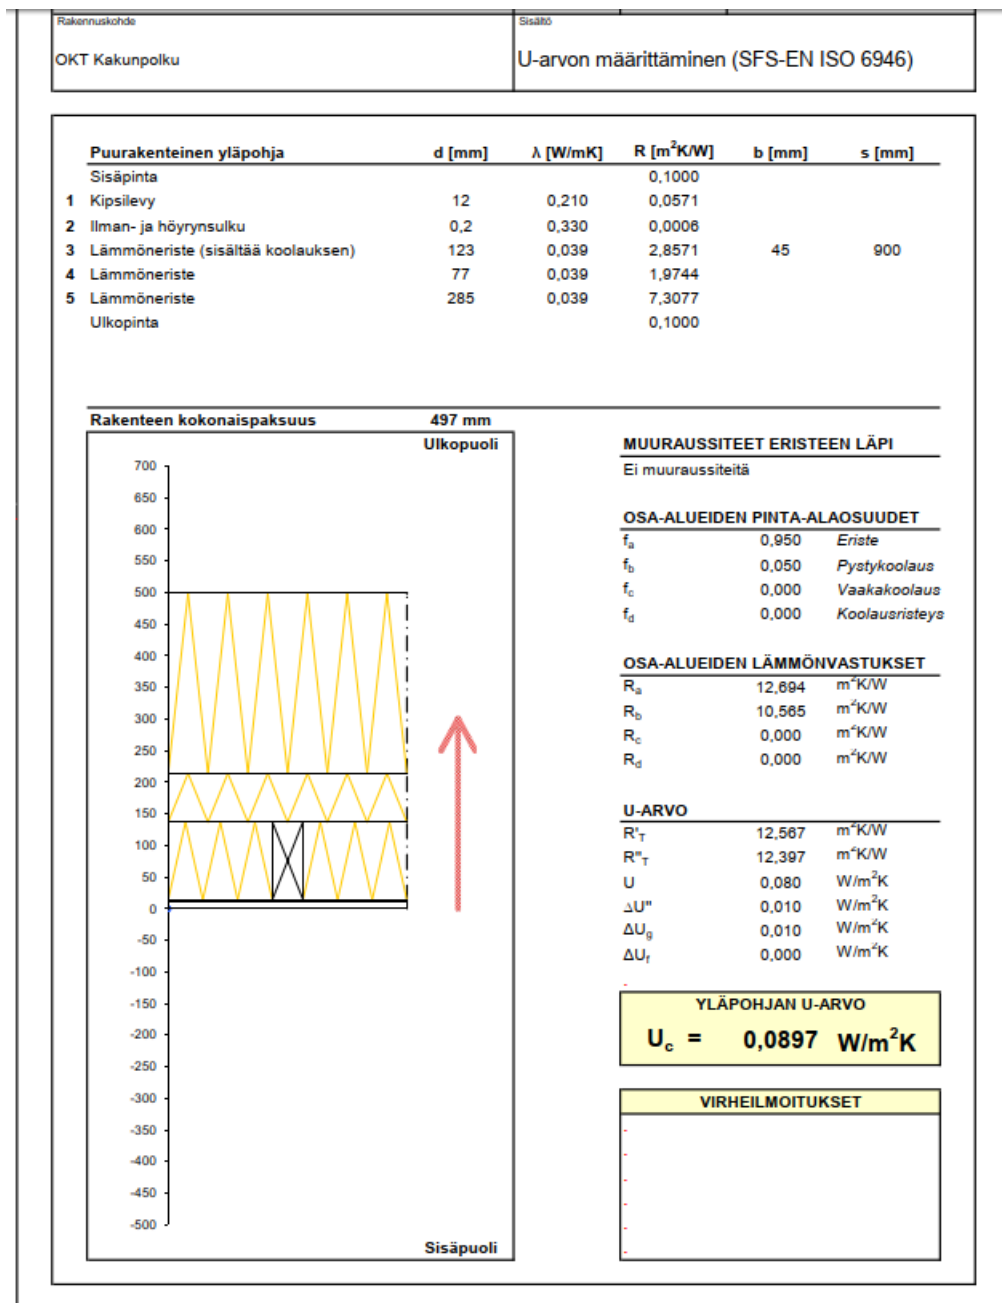 Rakennuskohde Sisältö
OKT Kakunpolku U-arvon määrittäminen (SFS-EN ISO 6946)
Puurakenteinen yläpohja d [mm] λ [W/mK] R [m²K/W] b [mm] s [mm]
Sisäpinta 0,1000
1 Kipsilevy 12 0,210 0,0571
2 Ilman- ja höyrynsulku 0,2 0,330 0,0006
3 Lämmöneriste (sisältää koolauksen) 123 0,039 2,8571 45 900
4 Lämmöneriste 77 0,039 1,9744
5 Lämmöneriste 285 0,039 7,3077
Ulkopinta 0,1000
Rakenteen kokonaispaksuus 497 mm
Ulkopuoli
700
650
600
550
500
450
400
350
300
250
200
150
100
50
0
-50
-100
-150
-200
-250
-300
-350
-400
-450
-500
Sisäpuoli
MUURAUSSITEET ERISTEEN LÄPI
Ei muuraussiteitä
OSA-ALUEIDEN PINTA-ALAOSUUDET
fa 0,950 Eriste
fb 0,050 Pystykoolaus
fc 0,000 Vaakakoolaus
fd 0,000 Koolausristeys
OSA-ALUEIDEN LÄMMÖNVASTUKSET
Ra 12,694 m²K/W
Rb 10,565 m²K/W
Rc 0,000 m²K/W
Rd 0,000 m²K/W
U-ARVO
R'T 12,567 m²K/W
R"T 12,397 m²K/W
U 0,080 W/m²K
ΔU" 0,010 W/m²K
ΔUg 0,010 W/m²K
ΔUf 0,000 W/m²K
YLÄPOHJAN U-ARVO
Uc = 0,0897 W/m²K
VIRHEILMOITUKSET